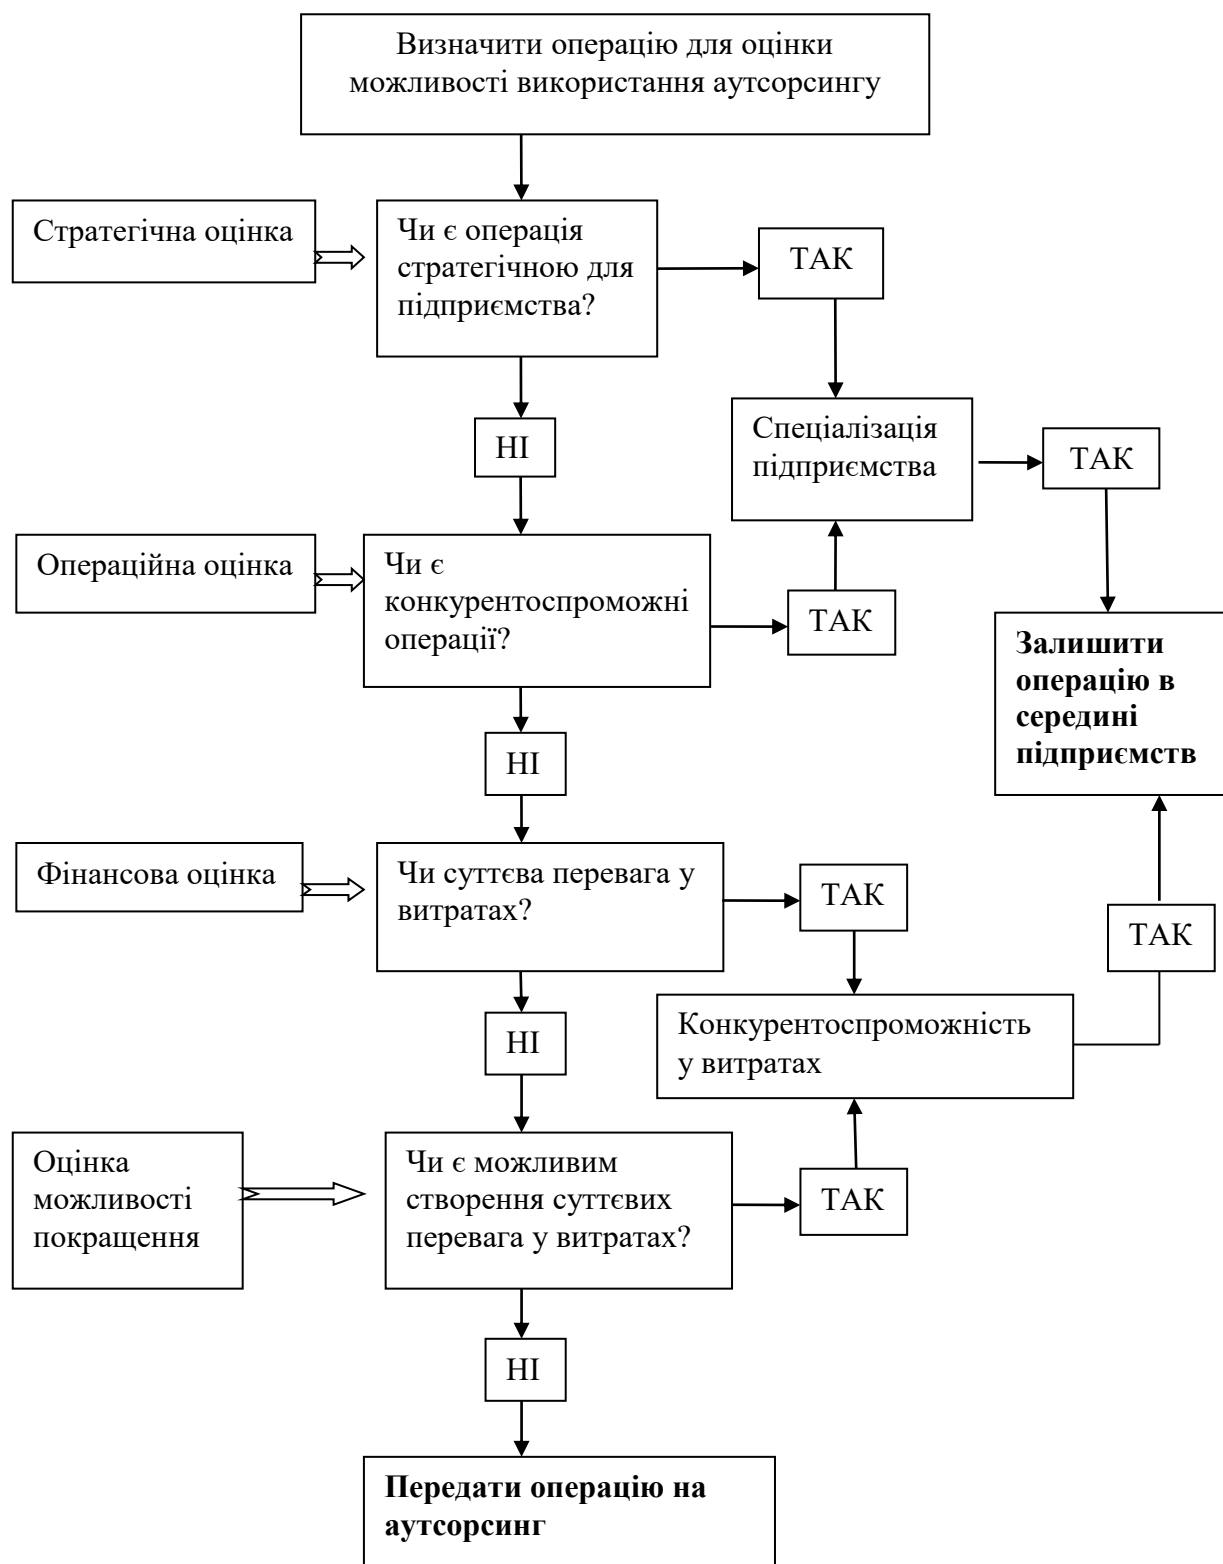 Визначити операцію для оцінки
можливості використання аутсорсингу
Стратегічна оцінка
Чи є операція
стратегічною для
підприємства?
ТАК
НІ
Спеціалізація
підприємства
ТАК
Операційна оцінка
Чи є
конкурентоспроможні
операції?
ТАК
Залишити
операцію в
середині
підприємств
НІ
Фінансова оцінка
Чи суттєва перевага у
витратах?
ТАК
ТАК
НІ
Конкурентоспроможність
у витратах
Оцінка
можливості
покращення
Чи є можливим
створення суттєвих
перевага у витратах?
ТАК
НІ
Передати операцію на
аутсорсинг